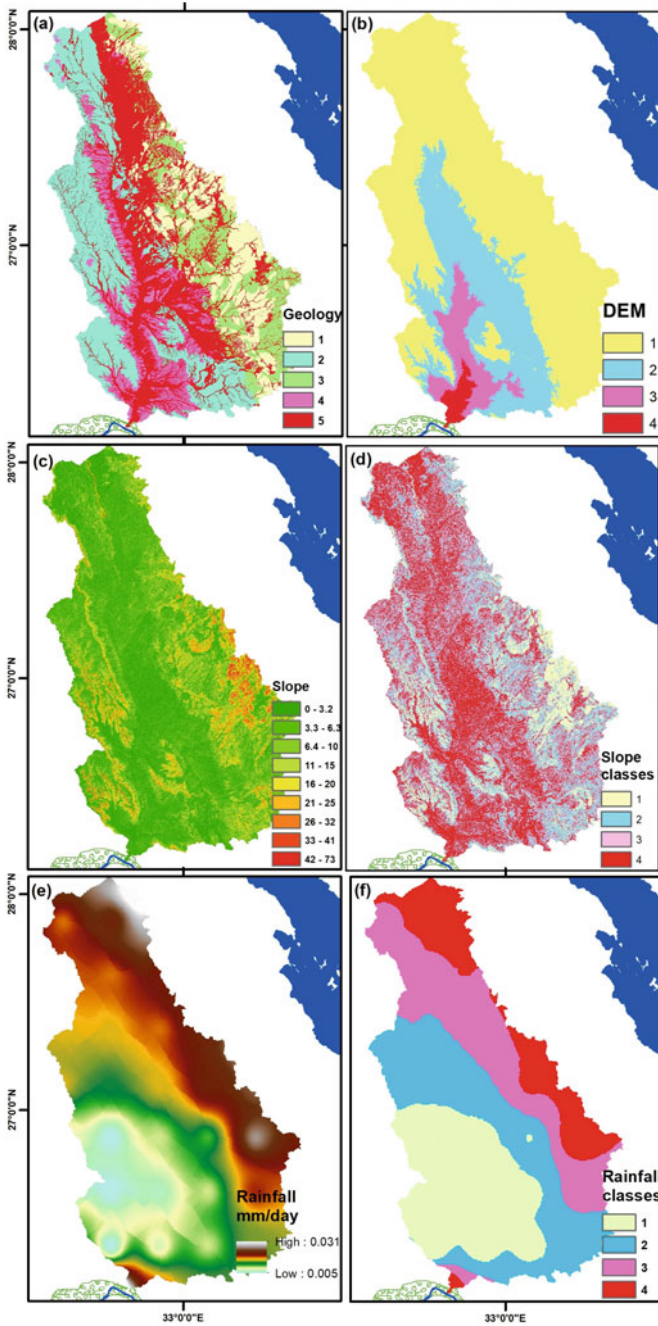 (a)
28°0'0"N
27°0'0"N
Geology
1
2
3
4
5
(b)
DEM
1
2
3
4
(c)
28°0'0"N
27°0'0"N
Slope
0 - 3.2
3.3 - 6.3
6.4 - 10
11 - 15
16 - 20
21 - 25
26 - 32
33 - 41
42 - 73
(d)
Slope
classes
1
2
3
4
(e)
28°0'0"N
27°0'0"N
Rainfall
mm/day
High : 0.031
Low : 0.005
33°0'0"E
(f)
Rainfall
classes
1
2
3
4
33°0'0"E